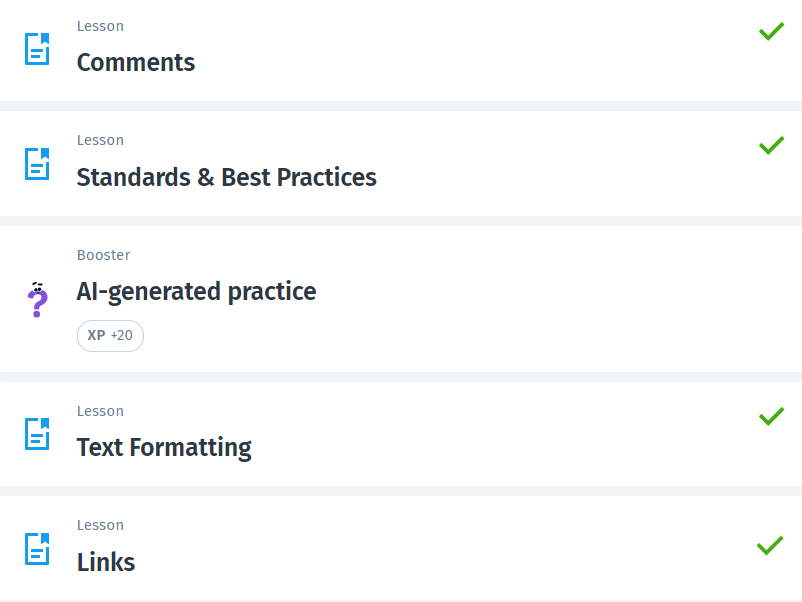 Lesson
Comments
Lesson
Standards & Best Practices
Booster
AI-generated practice
XP +20
Lesson
Text Formatting
Lesson
Links